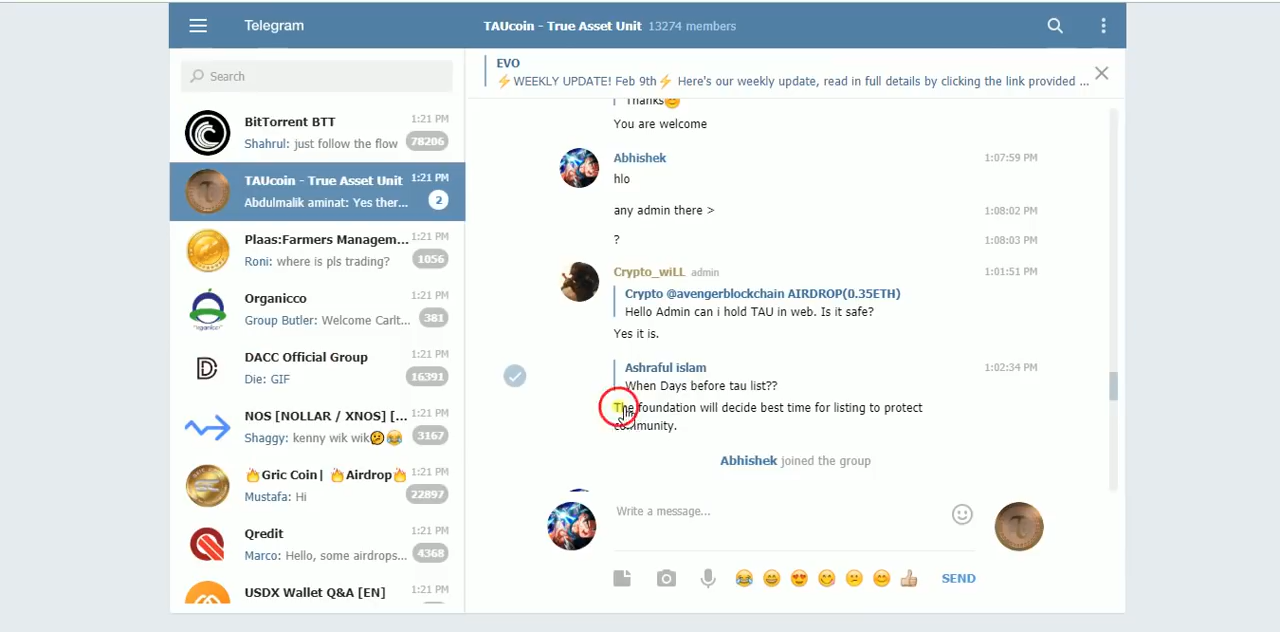 Telegram
TAUcoin - True Asset Unit 13274 members
Search
EVO
⚡WEEKLY UPDATE! Feb 9th⚡ Here's our weekly update, read in full details by clicking the link provided ...
BitTorrent BTT 1:21 PM
Shahrul: just follow the flow 78206
TAUcoin - True Asset Unit 1:21 PM
Abdulmalik aminat: Yes ther... 2
Plaas:Farmers Managem... 1:21 PM
Roni: where is pls trading? 1056
Organicco 1:21 PM
Group Butler: Welcome Carlt... 381
DACC Official Group 1:21 PM
Die: GIF 16391
NOS [NOLLAR / XNOS] [... 1:21 PM
Shaggy: kenny wik wik🤔😂 3167
🔥Gric Coin| 🔥Airdrop🔥 1:21 PM
Mustafa: Hi 22897
Qredit 1:21 PM
Marco: Hello, some airdrops... 4368
USDX Wallet Q&A [EN] 1:21 PM
Thanks😊
You are welcome
Abhishek 1:07:59 PM
hlo
any admin there > 1:08:02 PM
? 1:08:03 PM
Crypto_wiLL admin 1:01:51 PM
Crypto @avengerblockchain AIRDROP(0.35ETH)
Hello Admin can i hold TAU in web. Is it safe?
Yes it is.
Ashraful islam 1:02:34 PM
When Days before tau list??
The foundation will decide best time for listing to protect
community.
Abhishek joined the group
Write a message...
SEND